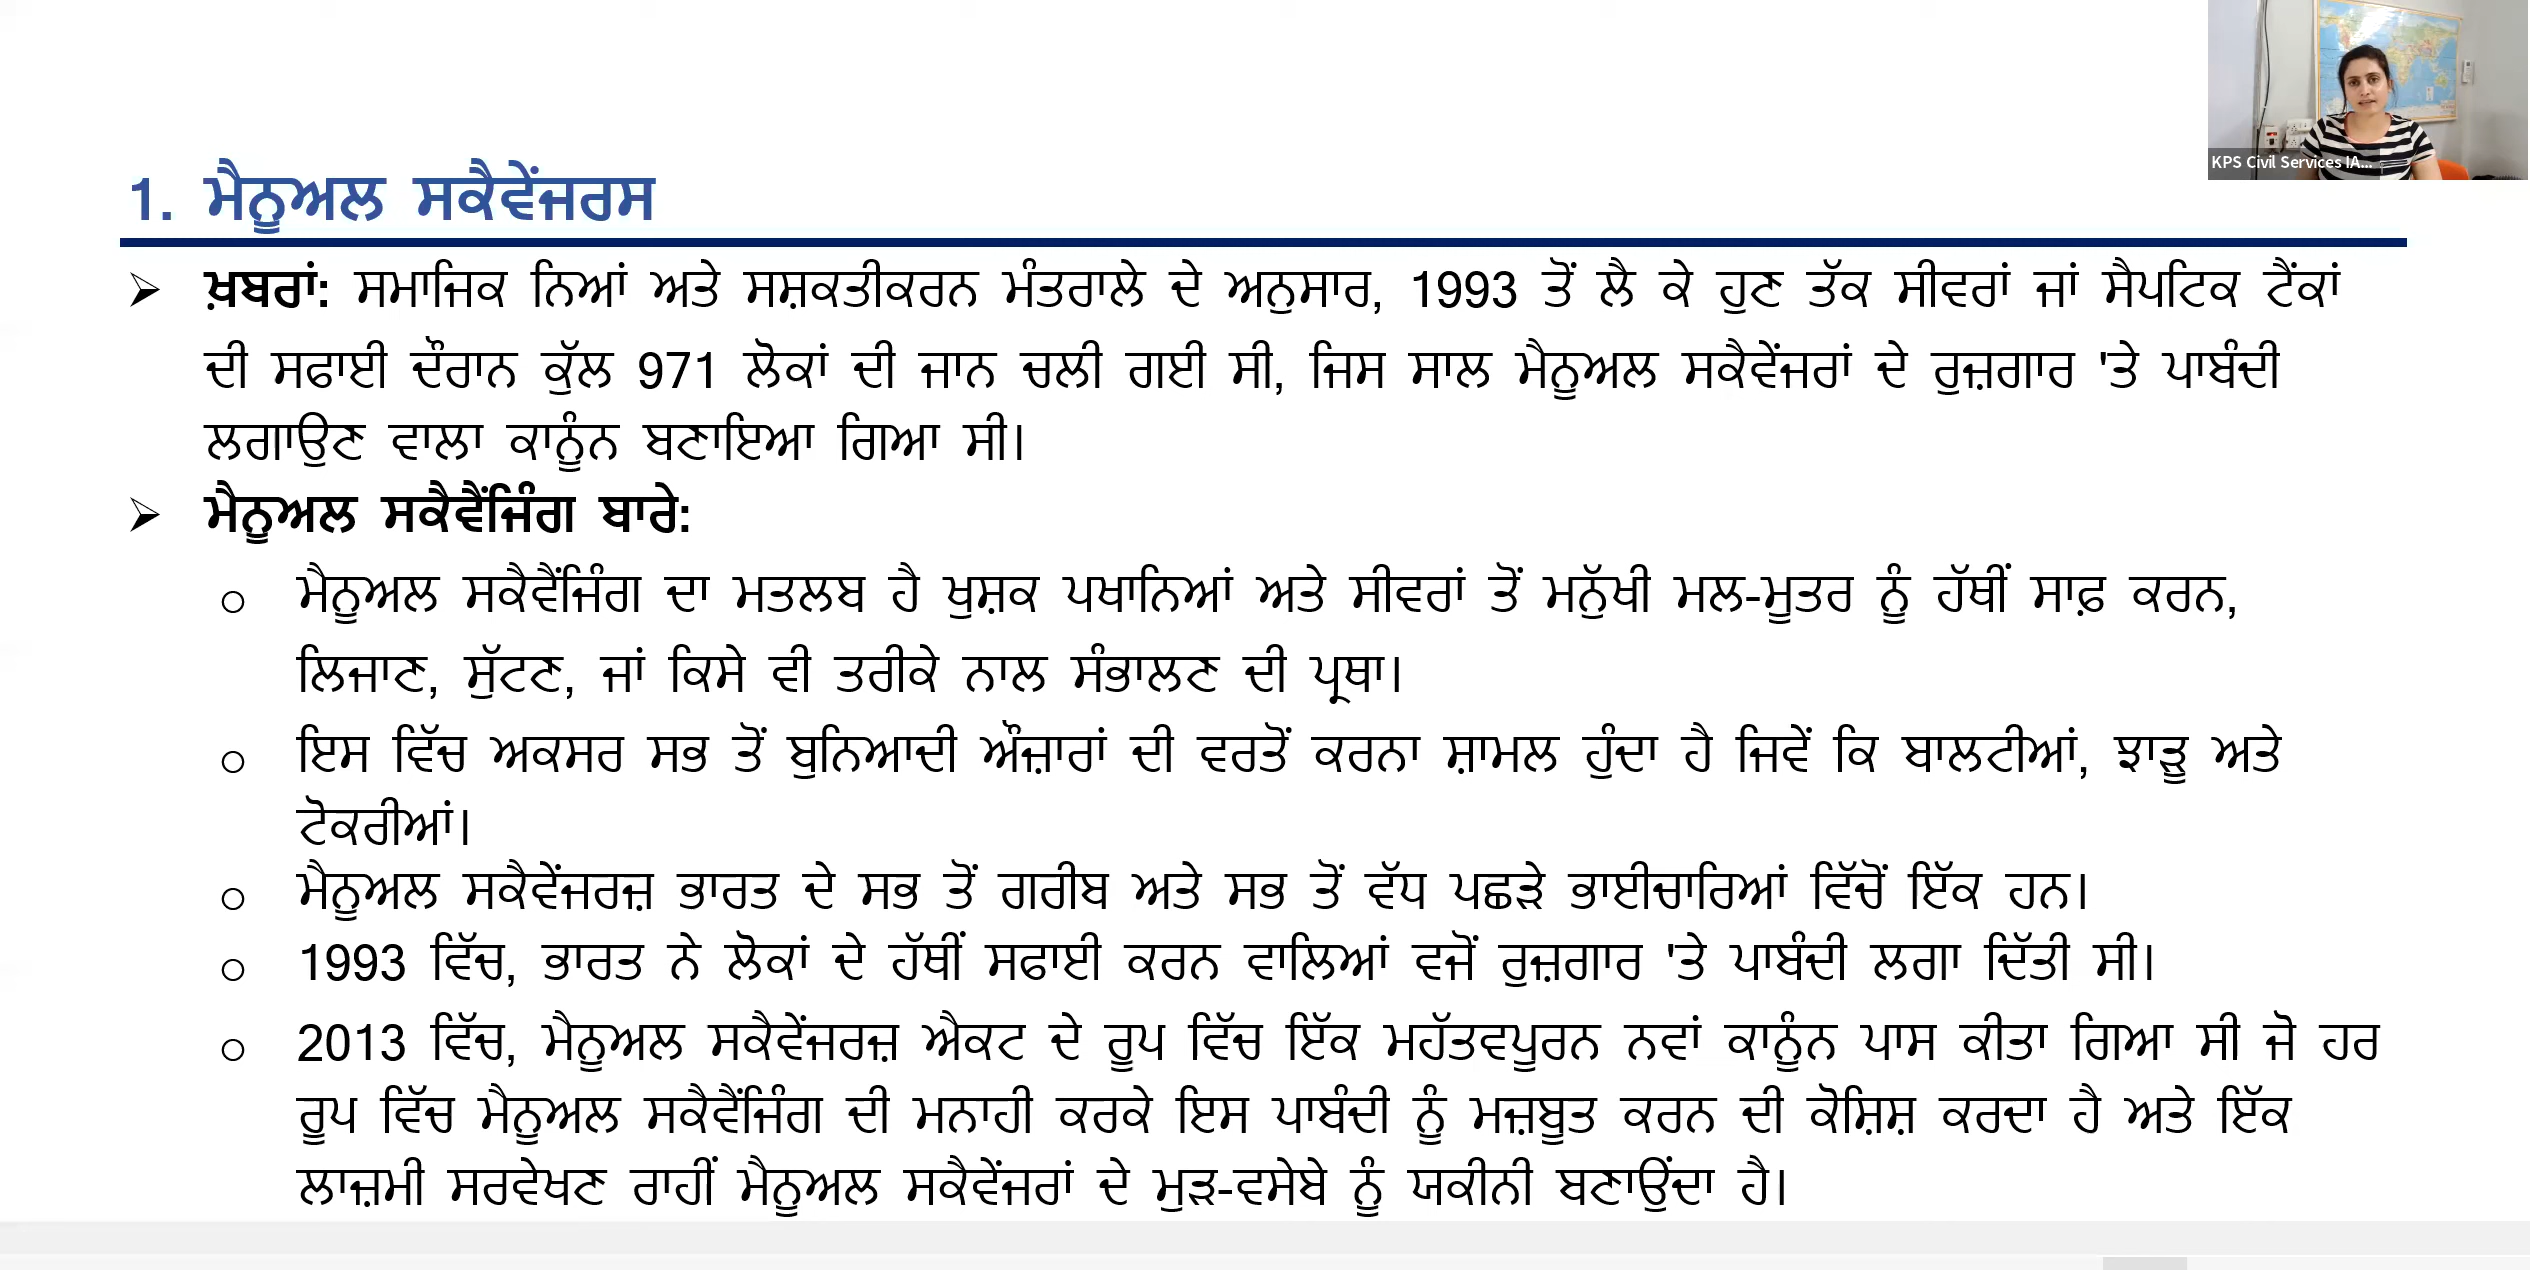 KPS Civil Services IA...
1. ਮੈਨੂਅਲ ਸਕੈਵੇਂਜਰਸ
➢ ਖ਼ਬਰਾਂ: ਸਮਾਜਿਕ ਨਿਆਂ ਅਤੇ ਸਸ਼ਕਤੀਕਰਨ ਮੰਤਰਾਲੇ ਦੇ ਅਨੁਸਾਰ, 1993 ਤੋਂ ਲੈ ਕੇ ਹੁਣ ਤੱਕ ਸੀਵਰਾਂ ਜਾਂ ਸੈਪਟਿਕ ਟੈਂਕਾਂ
ਦੀ ਸਫਾਈ ਦੌਰਾਨ ਕੁੱਲ 971 ਲੋਕਾਂ ਦੀ ਜਾਨ ਚਲੀ ਗਈ ਸੀ, ਜਿਸ ਸਾਲ ਮੈਨੂਅਲ ਸਕੈਵੇਂਜਰਾਂ ਦੇ ਰੁਜ਼ਗਾਰ 'ਤੇ ਪਾਬੰਦੀ
ਲਗਾਉਣ ਵਾਲਾ ਕਾਨੂੰਨ ਬਣਾਇਆ ਗਿਆ ਸੀ।
➢ ਮੈਨੂਅਲ ਸਕੈਵੈਂਜਿੰਗ ਬਾਰੇ:
o ਮੈਨੂਅਲ ਸਕੈਵੈਂਜਿੰਗ ਦਾ ਮਤਲਬ ਹੈ ਖੁਸ਼ਕ ਪਖਾਨਿਆਂ ਅਤੇ ਸੀਵਰਾਂ ਤੋਂ ਮਨੁੱਖੀ ਮਲ-ਮੂਤਰ ਨੂੰ ਹੱਥੀਂ ਸਾਫ਼ ਕਰਨ,
ਲਿਜਾਣ, ਸੁੱਟਣ, ਜਾਂ ਕਿਸੇ ਵੀ ਤਰੀਕੇ ਨਾਲ ਸੰਭਾਲਣ ਦੀ ਪ੍ਰਥਾ।
o ਇਸ ਵਿੱਚ ਅਕਸਰ ਸਭ ਤੋਂ ਬੁਨਿਆਦੀ ਔਜ਼ਾਰਾਂ ਦੀ ਵਰਤੋਂ ਕਰਨਾ ਸ਼ਾਮਲ ਹੁੰਦਾ ਹੈ ਜਿਵੇਂ ਕਿ ਬਾਲਟੀਆਂ, ਝਾੜੂ ਅਤੇ
ਟੋਕਰੀਆਂ।
o ਮੈਨੂਅਲ ਸਕੈਵੇਂਜਰਜ਼ ਭਾਰਤ ਦੇ ਸਭ ਤੋਂ ਗਰੀਬ ਅਤੇ ਸਭ ਤੋਂ ਵੱਧ ਪਛੜੇ ਭਾਈਚਾਰਿਆਂ ਵਿੱਚੋਂ ਇੱਕ ਹਨ।
o 1993 ਵਿੱਚ, ਭਾਰਤ ਨੇ ਲੋਕਾਂ ਦੇ ਹੱਥੀਂ ਸਫਾਈ ਕਰਨ ਵਾਲਿਆਂ ਵਜੋਂ ਰੁਜ਼ਗਾਰ 'ਤੇ ਪਾਬੰਦੀ ਲਗਾ ਦਿੱਤੀ ਸੀ।
o 2013 ਵਿੱਚ, ਮੈਨੂਅਲ ਸਕੈਵੇਂਜਰਜ਼ ਐਕਟ ਦੇ ਰੂਪ ਵਿੱਚ ਇੱਕ ਮਹੱਤਵਪੂਰਨ ਨਵਾਂ ਕਾਨੂੰਨ ਪਾਸ ਕੀਤਾ ਗਿਆ ਸੀ ਜੋ ਹਰ
ਰੂਪ ਵਿੱਚ ਮੈਨੂਅਲ ਸਕੈਵੈਂਜਿੰਗ ਦੀ ਮਨਾਹੀ ਕਰਕੇ ਇਸ ਪਾਬੰਦੀ ਨੂੰ ਮਜ਼ਬੂਤ ਕਰਨ ਦੀ ਕੋਸ਼ਿਸ਼ ਕਰਦਾ ਹੈ ਅਤੇ ਇੱਕ
ਲਾਜ਼ਮੀ ਸਰਵੇਖਣ ਰਾਹੀਂ ਮੈਨੂਅਲ ਸਕੈਵੇਂਜਰਾਂ ਦੇ ਮੁੜ-ਵਸੇਬੇ ਨੂੰ ਯਕੀਨੀ ਬਣਾਉਂਦਾ ਹੈ।